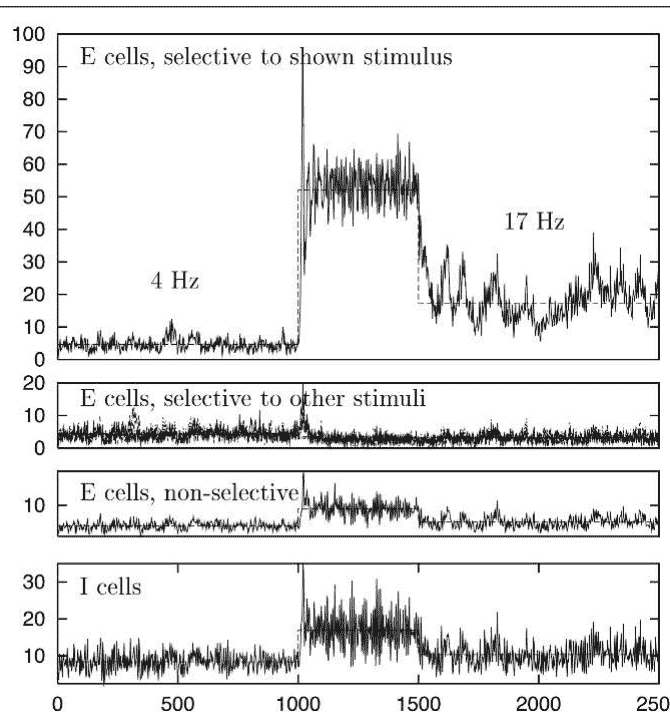 100
90
80
70
60
50
40
30
20
10
0
E cells, selective to shown stimulus
4 Hz
17 Hz
20
10
0
E cells, selective to other stimuli
10
E cells, non-selective
30
20
10
I cells
0 500 1000 1500 2000 250